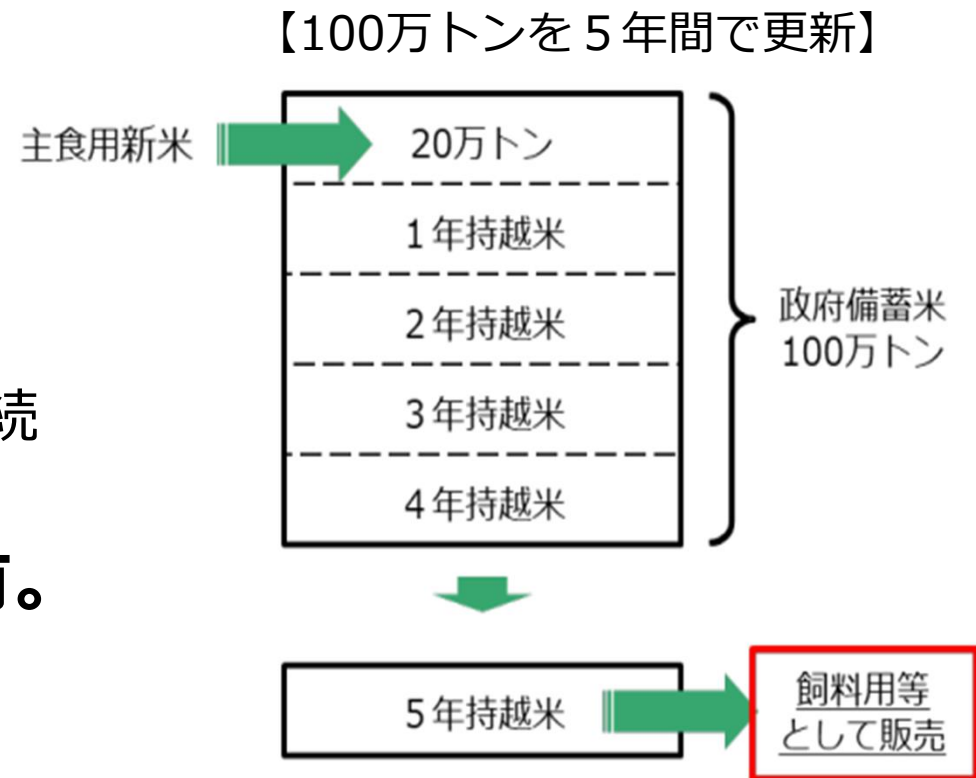 【100万トンを５年間で更新】
主食用新米
20万トン
１年持越米
２年持越米
３年持越米
４年持越米
政府備蓄米
100万トン
続
。
５年持越米
飼料用等
として販売